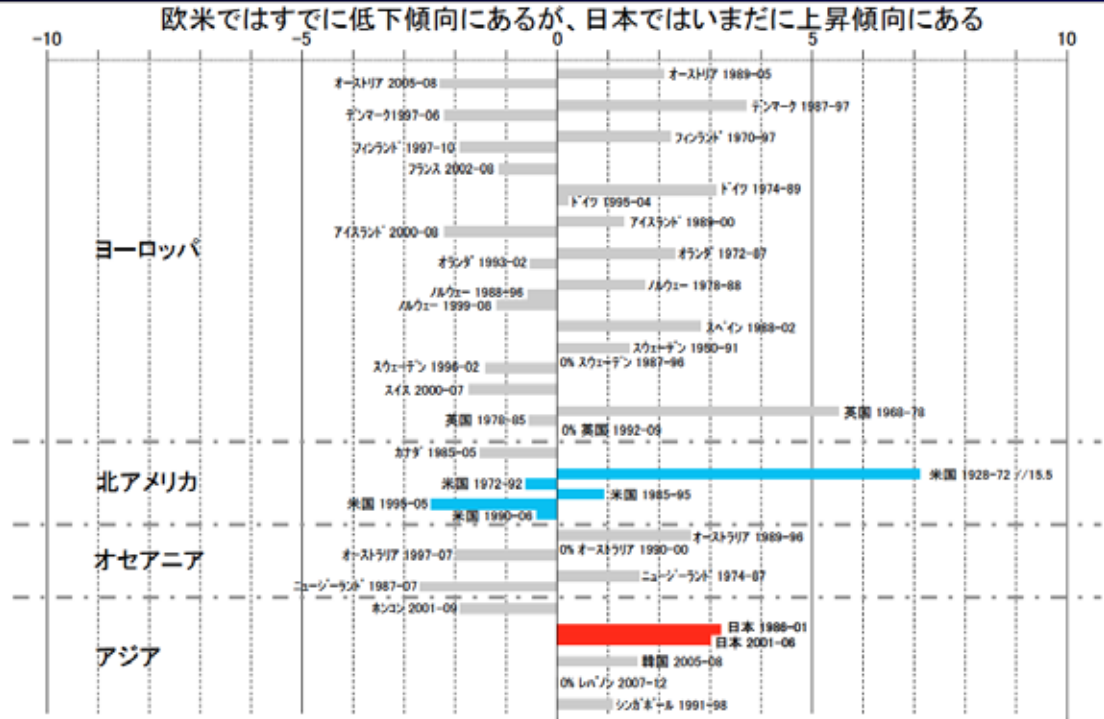 欧米ではすでに低下傾向にあるが、日本ではいまだに上昇傾向にある
-10 -5 0 5 10
オーストリア 1989-05
オーストリア 2005-08
デンマーク 1987-97
デンマーク1997-06
フィンランド 1970-97
フィンランド 1997-10
フランス 2002-08
ドイツ 1974-89
ドイツ 1995-04
アイスランド 1989-00
アイスランド 2000-08
ヨーロッパ
オランダ 1972-87
オランダ 1993-02
ノルウェー 1978-88
ノルウェー 1988-96
ノルウェー 1999-08
スペイン 1988-02
スウェーデン 1980-91
0% スウェーデン 1987-96
スウェーデン 1996-02
スイス 2000-07
英国 1968-78
英国 1978-85
0% 英国 1992-09
カナダ 1985-05
北アメリカ
米国 1928-72 //15.5
米国 1972-92
米国 1985-95
米国 1995-05
米国 1990-06
オーストラリア 1989-96
0% オーストラリア 1990-00
オーストラリア 1997-07
オセアニア
ニュージーランド 1974-87
ニュージーランド 1987-07
ホンコン 2001-09
日本 1986-01
日本 2001-06
アジア
韓国 2005-08
0% レバノン 2007-12
シンガポール 1991-98